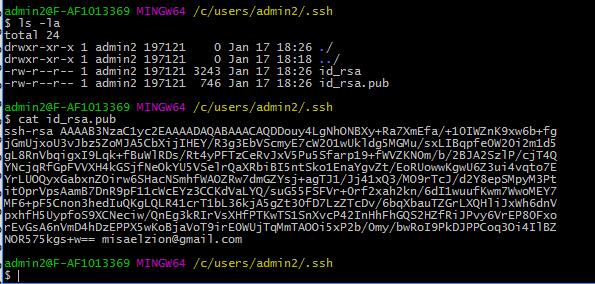 admin2@F-AF1013369 MINGW64 /c/users/admin2/.ssh
$ ls -la
total 24
drwxr-xr-x 1 admin2 197121    0 Jan 17 18:26 ./
drwxr-xr-x 1 admin2 197121    0 Jan 17 18:18 ../
-rw-r--r-- 1 admin2 197121 3243 Jan 17 18:26 id_rsa
-rw-r--r-- 1 admin2 197121  746 Jan 17 18:26 id_rsa.pub

admin2@F-AF1013369 MINGW64 /c/users/admin2/.ssh
$ cat id_rsa.pub
ssh-rsa AAAAB3NzaC1yc2EAAAADAQABAAACAQDDouy4LgNhONBXy+Ra7XmEfa/+1OIWZnK9xw6b+fg
jGmUjxoU3vJbz5ZoMJA5CbXijIHEY/R3g3EbVScmyE7cW2O1wUkldg5MGMu/sxLIBqpfeOW2Oi2m1d5
gL8RnVbqigxI9Lqk+fBuWlRDs/Rt4yPFTzCeRvJxV5Pu5Sfarp19+fWVZKNOm/b/2BJA2SzlP/cjT4Q
YNcjqRfGpFVVXH4kGSjfNeOkYU5VSelrQaXRbiBI5ntSko1EnaYgvZt/EoRUOwwKgwU6Z3ui4vqto7E
YrLUOQyxGabxnZOirw6SHacNSmhfWAOZRw7dmGZYsj+agTJ1/Jj41xQ3/MO9rTcJ/d2Y8epSMpyM3Pt
itOprVpsAamB7DnR9pF11cWcEYz3CCKdVaLYQ/suG55FSFVr+Orf2xah2kn/6dI1wuufKwm7WwoMEY7
MF6+pF5Cnon3hedIuQKgLQLR41crT1bL36kjA5gZt3OfD7LzZTcDv/6bqXbauTZGrLXQHliJxWh6dnV
pxhfH5UypfoS9XCNeciw/QnEg3kRIrVsXHfPTKwTS1SnXvcP42InHhFhGQS2HZfRiJPvy6VrEP8OFxo
rEvGsA6nVmD4hDzEPPX5wKoBjaVoT9irEOWUjTqMmTAOOi5xP2b/Omy/bwRoI9PkDJPPCoq3Oi4IlBZ
NOR575kgs+w== misaelzion@gmail.com

admin2@F-AF1013369 MINGW64 /c/users/admin2/.ssh
$